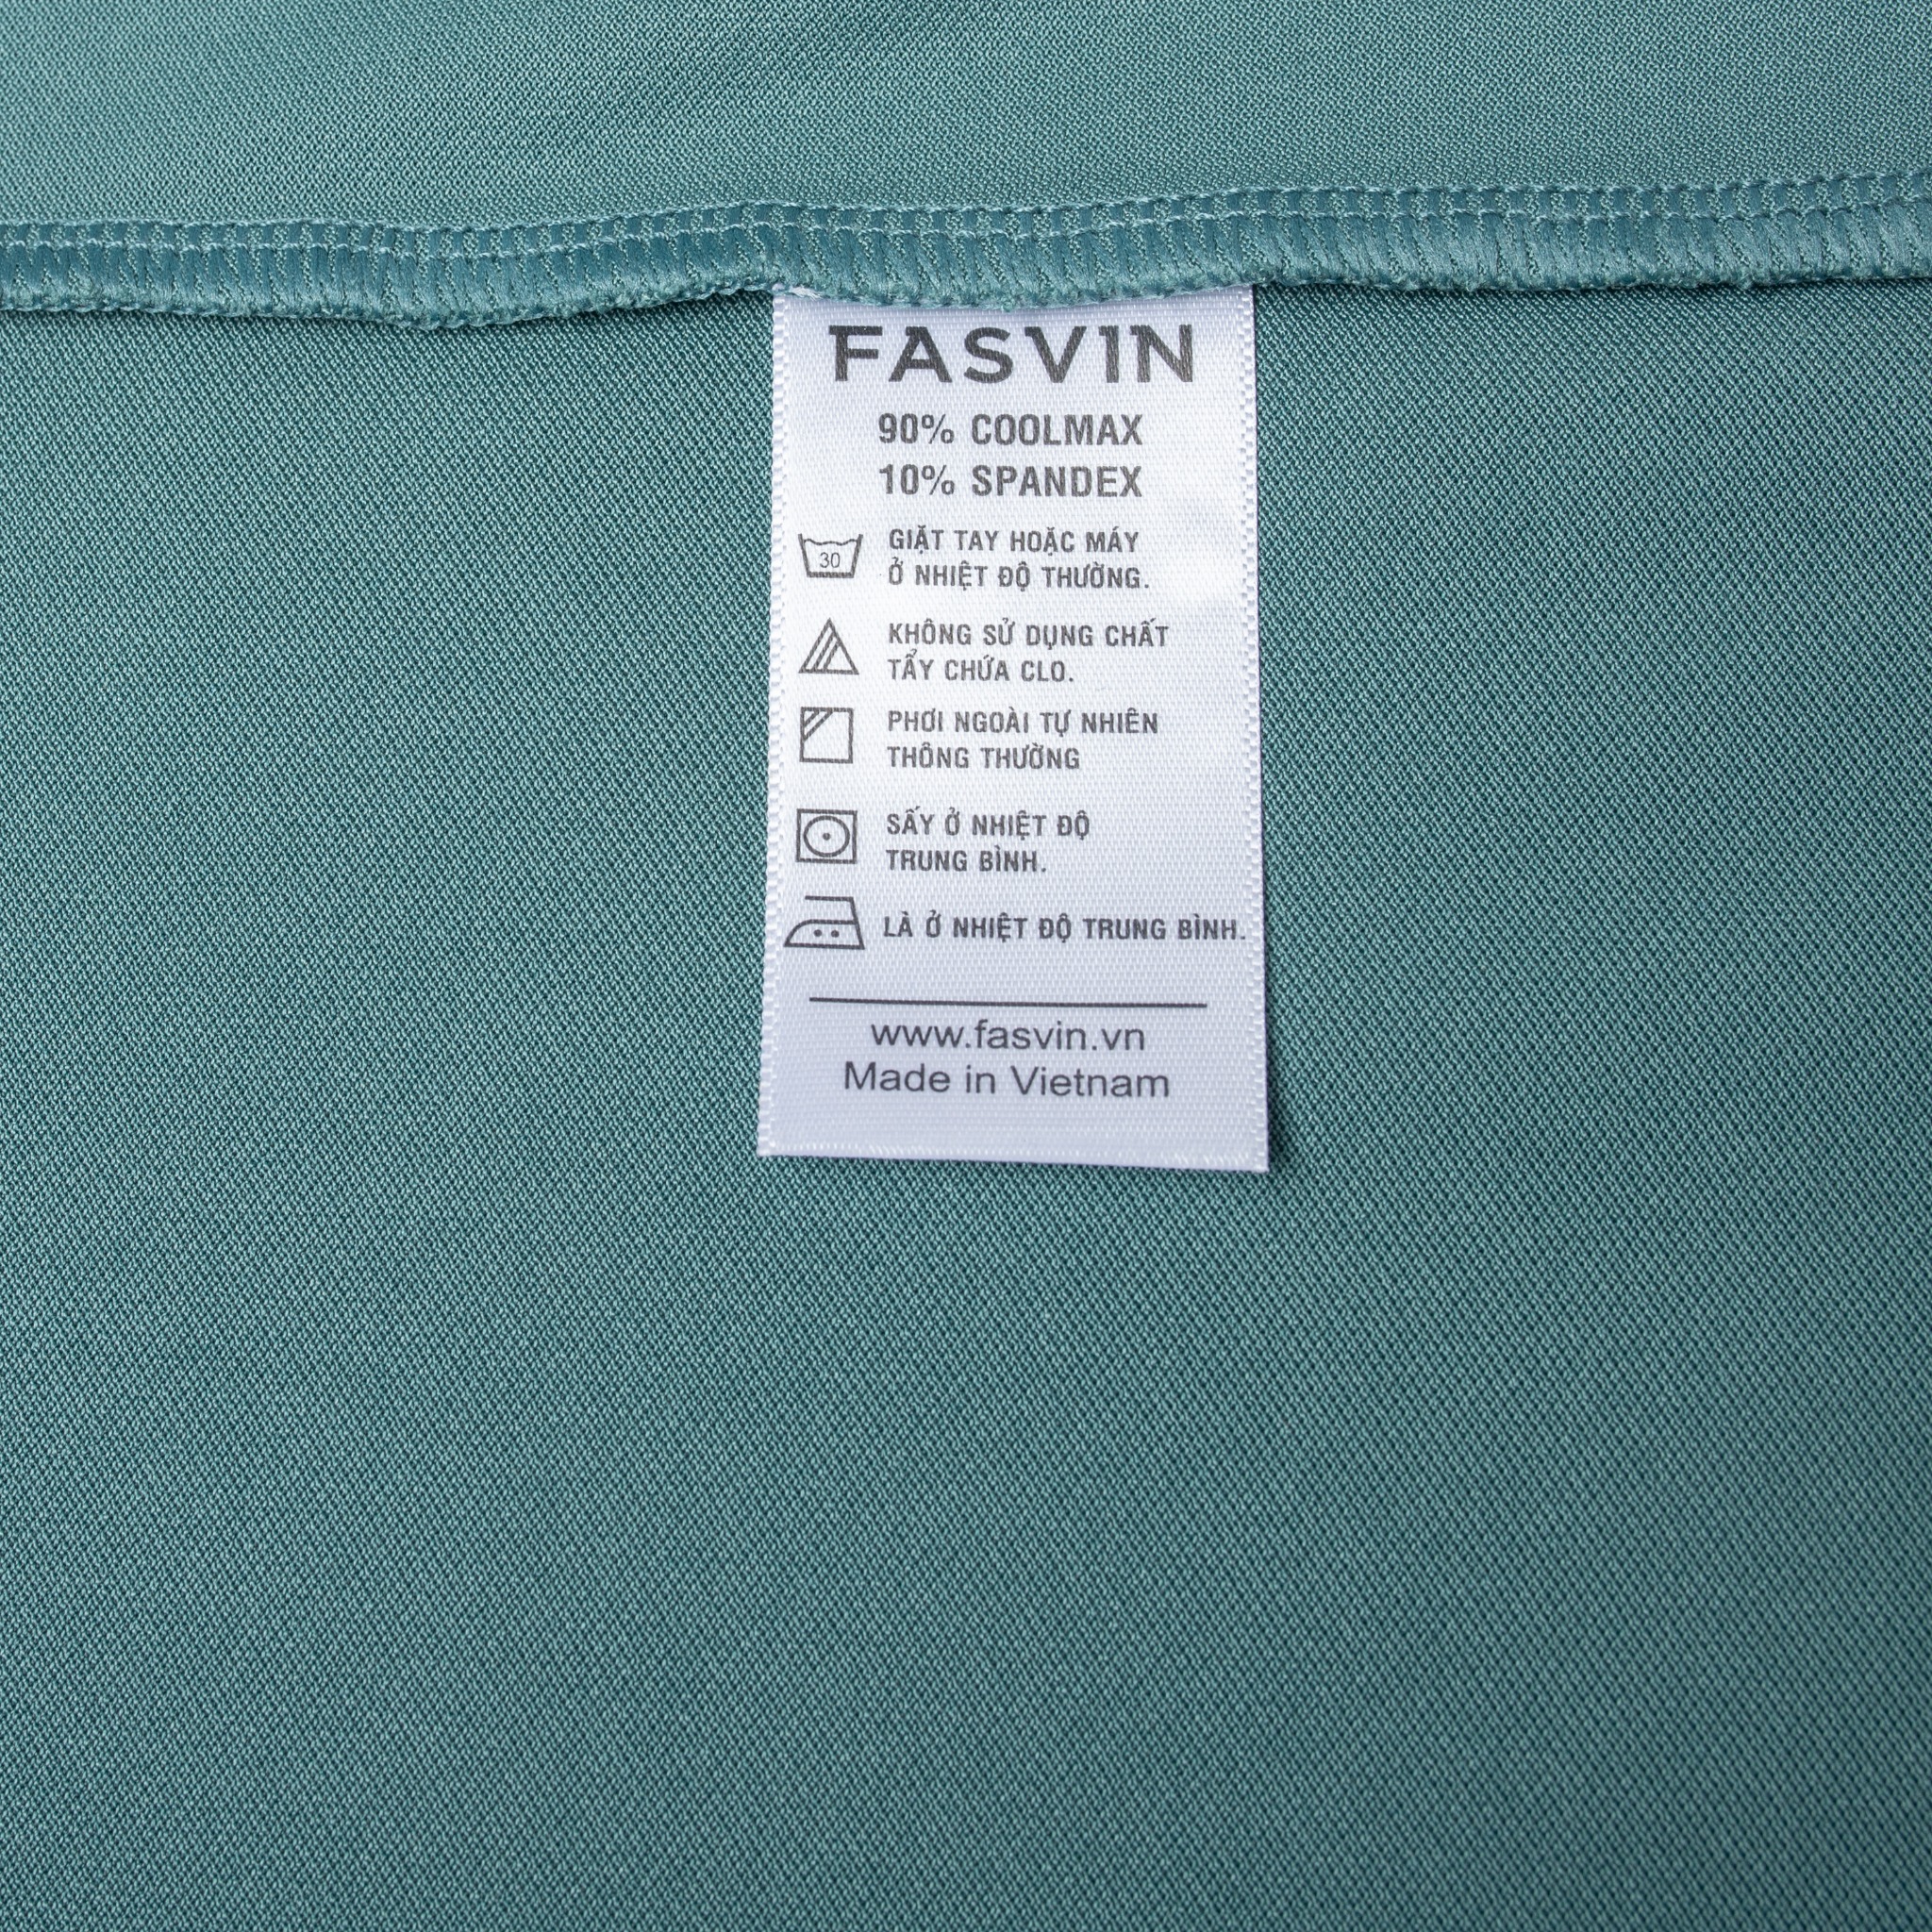 FASVIN
90% COOLMAX
10% SPANDEX
30
GIẶT TAY HOẶC MÁY
Ở NHIỆT ĐỘ THƯỜNG.
KHÔNG SỬ DỤNG CHẤT
TẨY CHỨA CLO.
PHƠI NGOÀI TỰ NHIÊN
THÔNG THƯỜNG
SẤY Ở NHIỆT ĐỘ
TRUNG BÌNH.
LÀ Ở NHIỆT ĐỘ TRUNG BÌNH.
www.fasvin.vn
Made in Vietnam